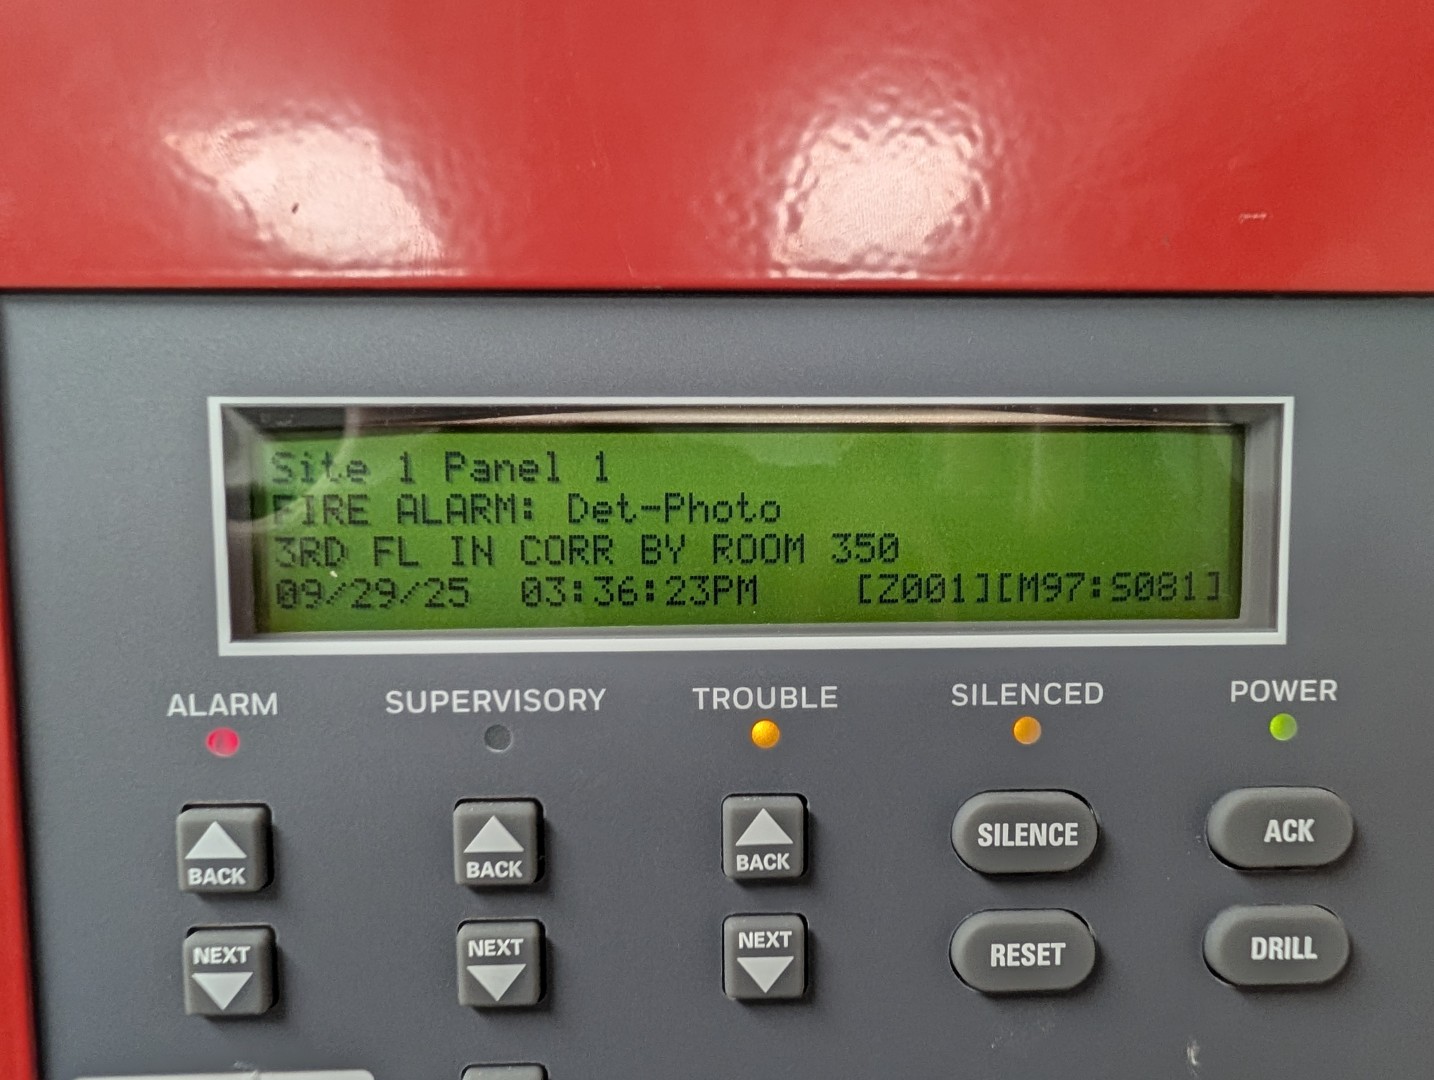 Site 1 Panel 1
FIRE ALARM: Det-Photo
3RD FL IN CORR BY ROOM 350
09/29/25 03:36:23PM [Z001][M97:S081]
ALARM SUPERVISORY TROUBLE SILENCED POWER
BACK BACK BACK SILENCE ACK
NEXT NEXT NEXT RESET DRILL